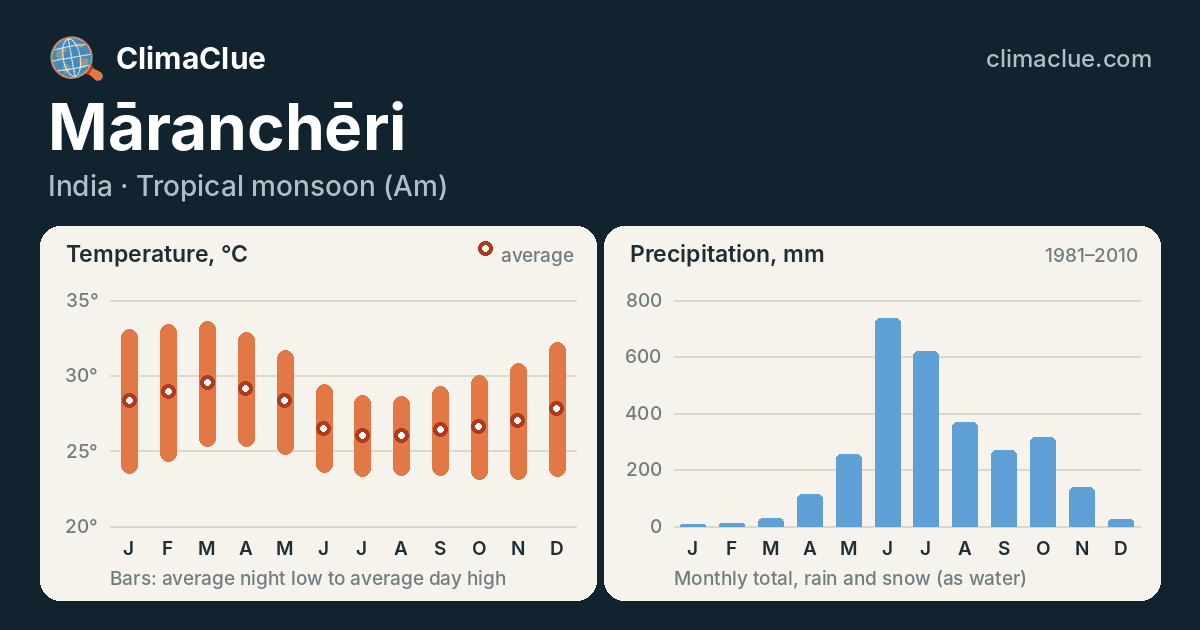 ClimaClue
climaclue.com
Māranchēri
India · Tropical monsoon (Am)
Temperature, °C
average
35°
30°
25°
20°
J F M A M J J A S O N D
Bars: average night low to average day high
Precipitation, mm
1981–2010
800
600
400
200
0
J F M A M J J A S O N D
Monthly total, rain and snow (as water)